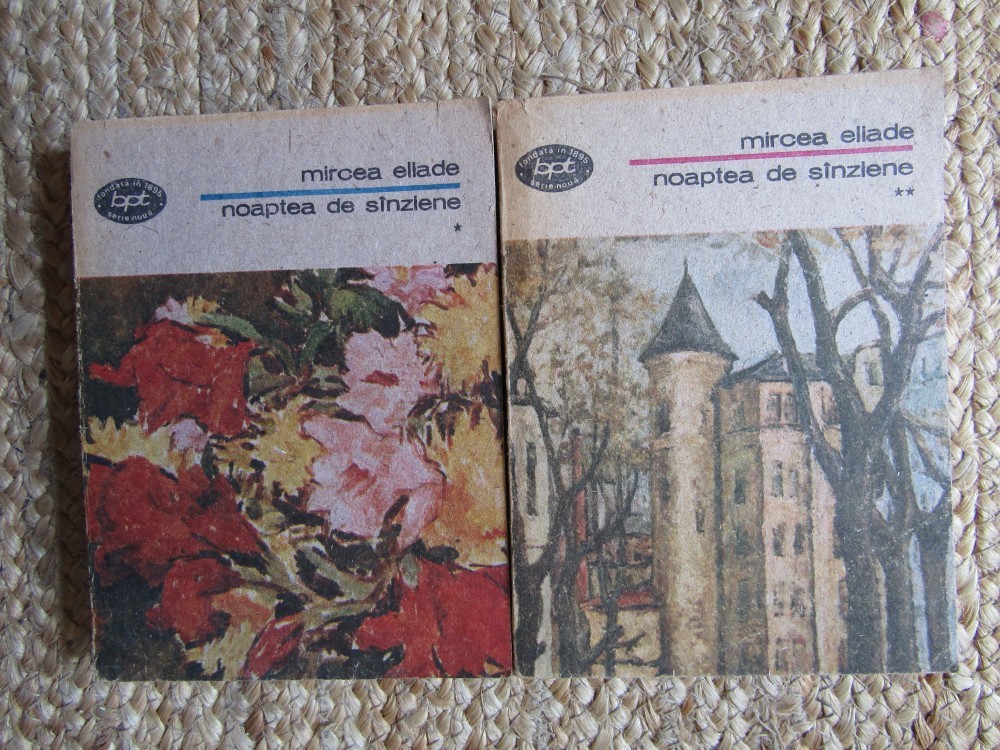 mircea eliade
noaptea de sînziene
*
fondată în 1895
bpt
serie nouă
mircea eliade
noaptea de sînziene
**
fondată în 1895
bpt
serie nouă